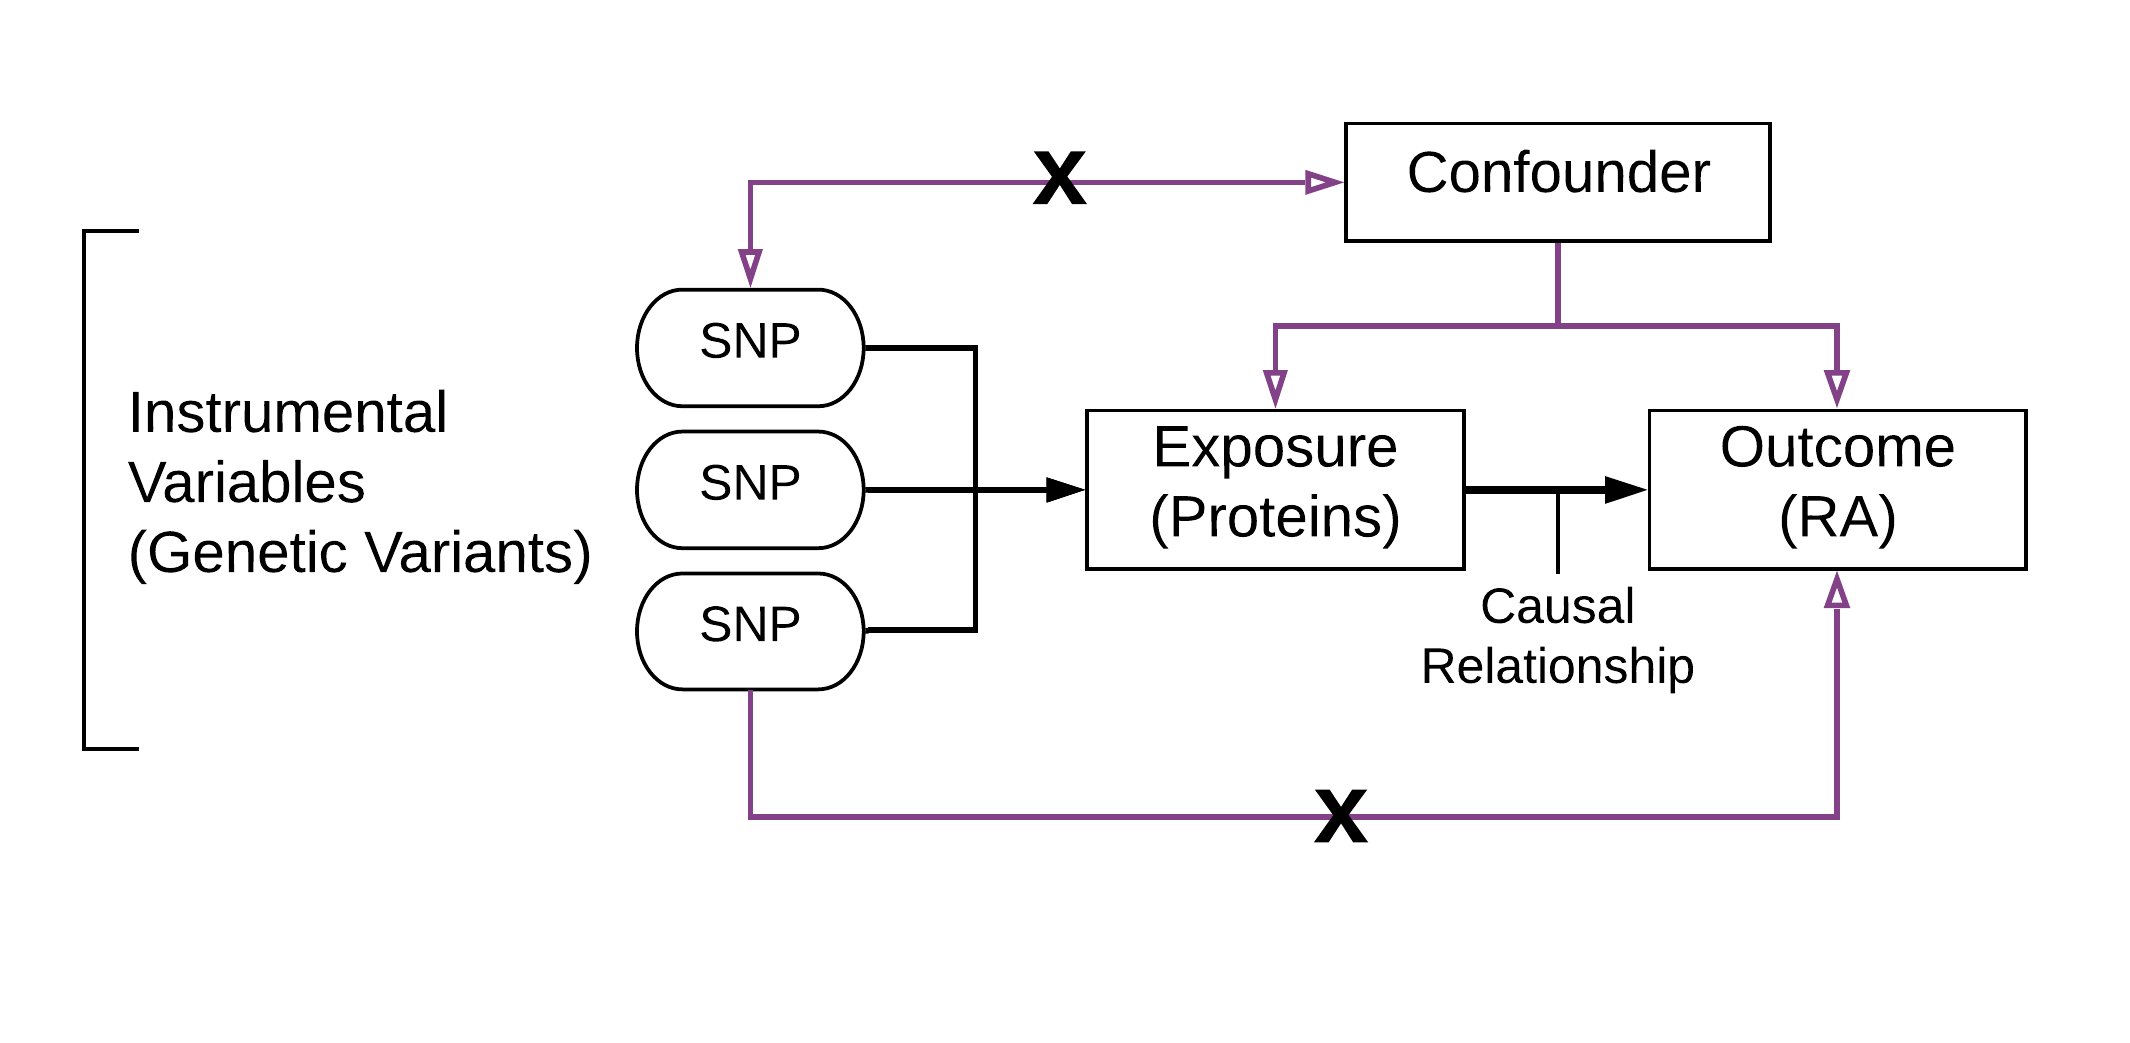 X
Confounder
Instrumental
Variables
(Genetic Variants)
SNP
SNP
SNP
Exposure
(Proteins)
Outcome
(RA)
Causal
Relationship
X